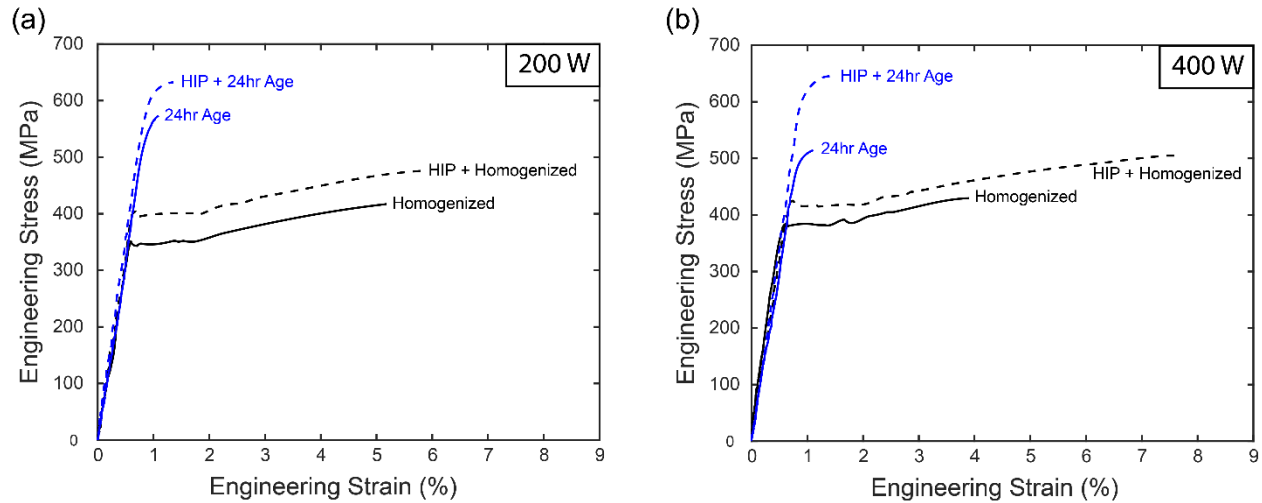 (a)
200 W
700
600
500
400
300
200
100
0
Engineering Stress (MPa)
HIP + 24hr Age
24hr Age
HIP + Homogenized
Homogenized
0 1 2 3 4 5 6 7 8 9
Engineering Strain (%)
(b)
400 W
700
600
500
400
300
200
100
0
Engineering Stress (MPa)
HIP + 24hr Age
24hr Age
HIP + Homogenized
Homogenized
0 1 2 3 4 5 6 7 8 9
Engineering Strain (%)